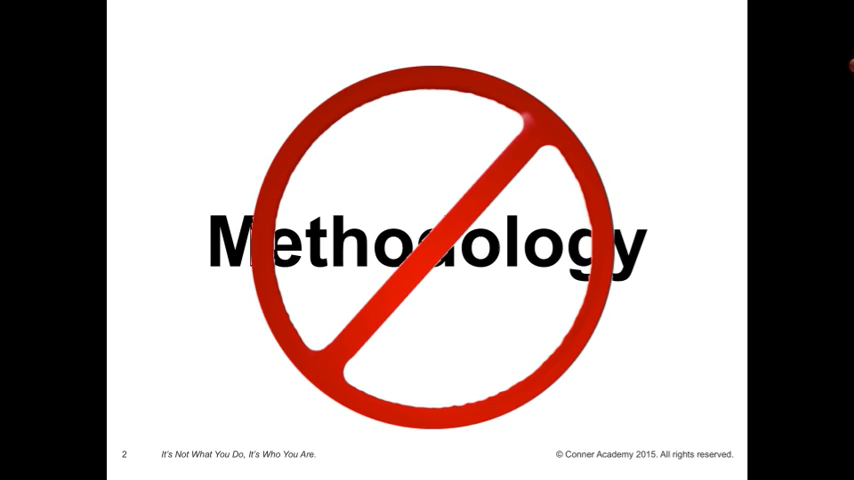 Methodology
2 It's Not What You Do, It's Who You Are. © Conner Academy 2015. All rights reserved.